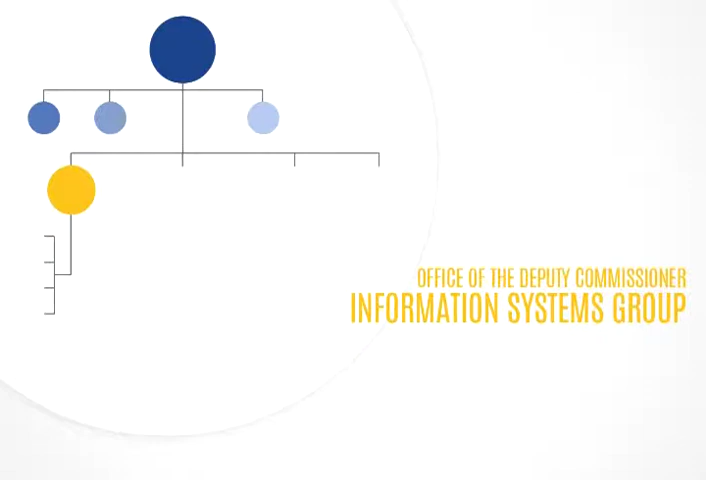 OFFICE OF THE DEPUTY COMMISSIONER
INFORMATION SYSTEMS GROUP